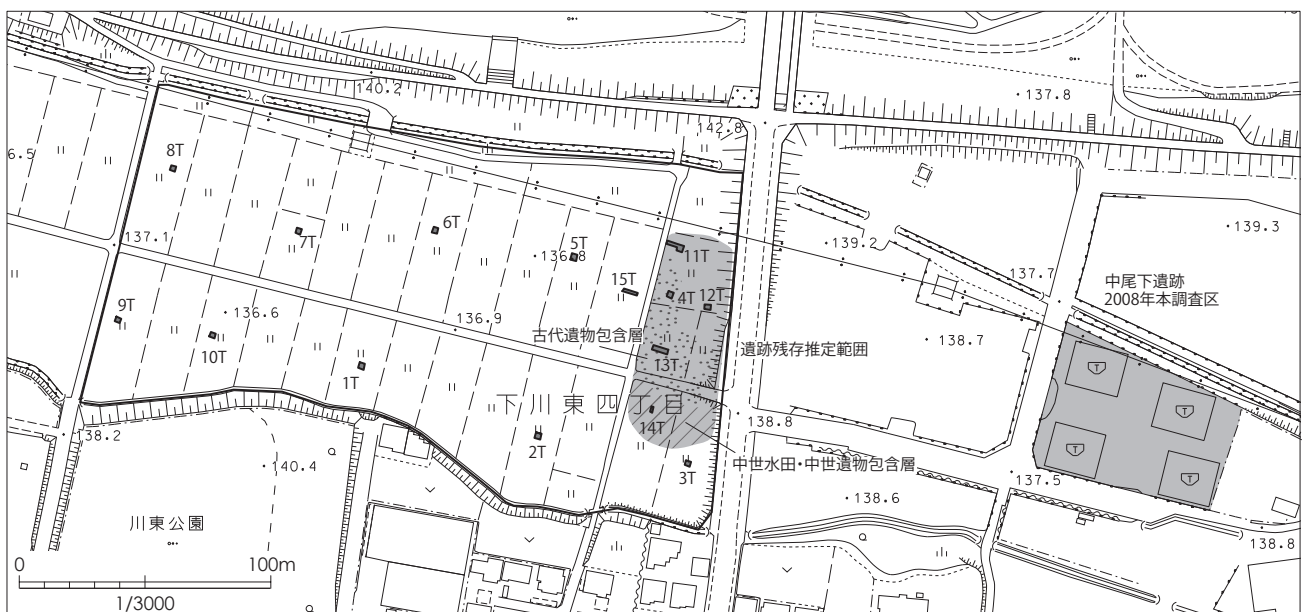 140.2
137.8
142.8
6.5
8T
137.1
7T
6T
5T
136.8
11T
139.2
139.3
137.7
中尾下遺跡
2008年本調査区
15T
4T
12T
9T
136.6
10T
136.9
古代遺物包含層
13T
遺跡残存推定範囲
138.7
1T
下川東四丁目
14T
138.8
138.2
2T
中世水田・中世遺物包含層
3T
137.5
140.4
138.6
川東公園
138.8
0 100m
1/3000
T
T
T
T